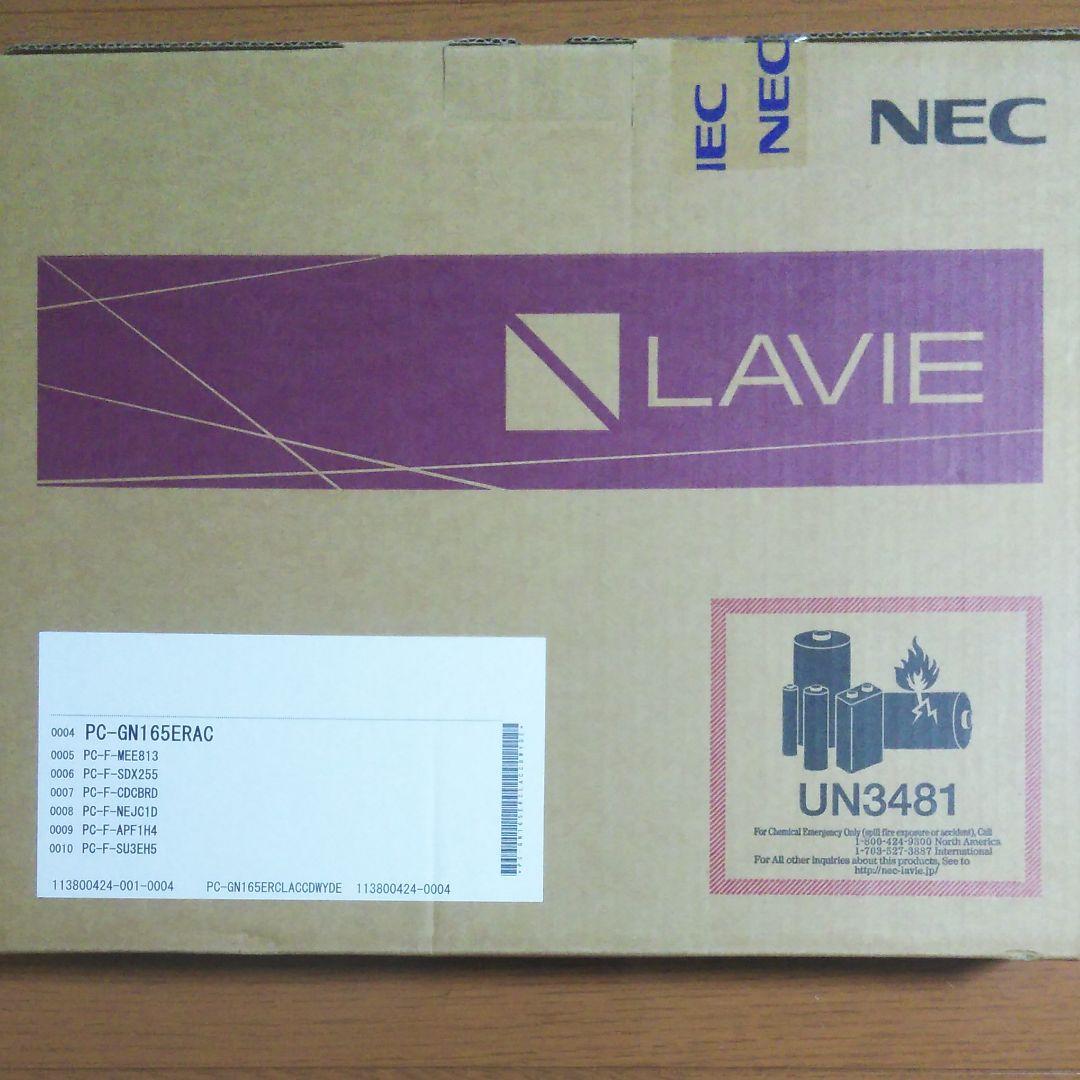 IEC
NEC
NEC
LAVIE
0004 PC-GN165ERAC
0005 PC-F-MEE813
0006 PC-F-SDX255
0007 PC-F-CDCBRD
0008 PC-F-NEJC1D
0009 PC-F-APF1H4
0010 PC-F-SU3EH5
113800424-001-0004 PC-GN165ERCLACCDWYDE 113800424-0004
*PC-GN165ERCLACCDWYDE*
UN3481
For Chemical Emergency Only (spill fire exposure or accident), Call
1-800-424-9300 North America
1-703-527-3887 International
For All other inquiries about this products, See to
http://nec-lavie.jp/